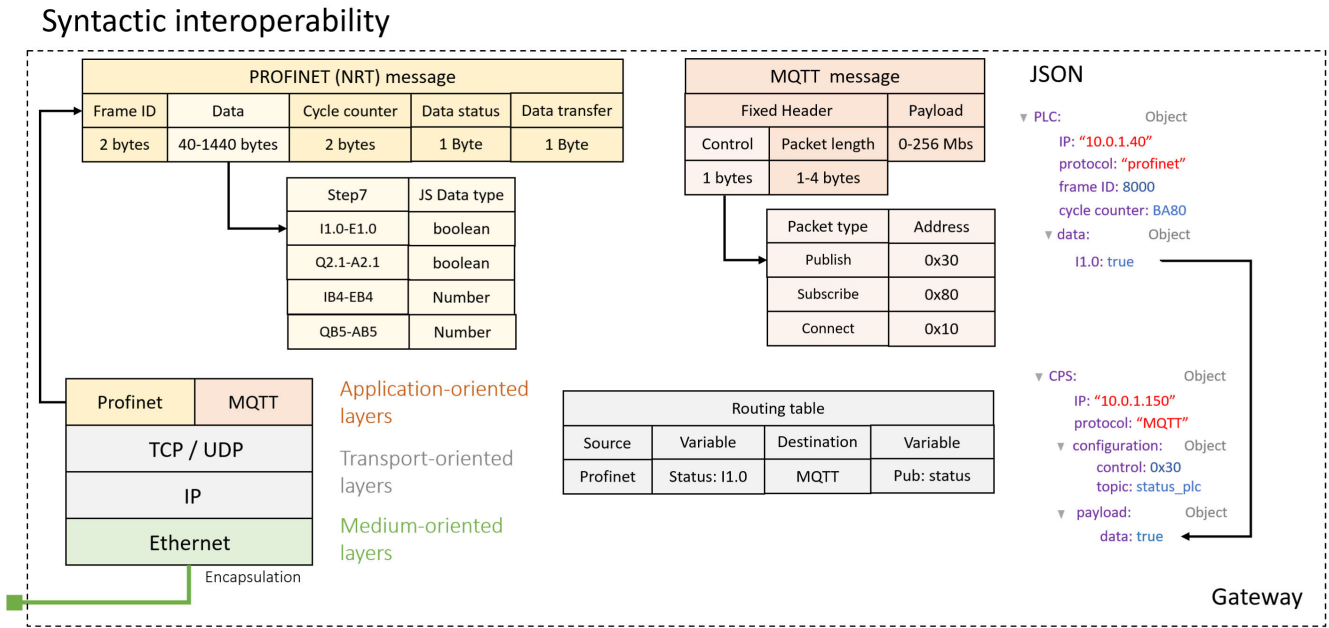 Syntactic interoperability
PROFINET (NRT) message
Frame ID Data Cycle counter Data status Data transfer
2 bytes 40-1440 bytes 2 bytes 1 Byte 1 Byte
Step7 JS Data type
I1.0-E1.0 boolean
Q2.1-A2.1 boolean
IB4-EB4 Number
QB5-AB5 Number
MQTT message
Fixed Header Payload
Control Packet length 0-256 Mbs
1 bytes 1-4 bytes
Packet type Address
Publish 0x30
Subscribe 0x80
Connect 0x10
JSON
PLC: Object
IP: “10.0.1.40”
protocol: “profinet”
frame ID: 8000
cycle counter: BA80
data: Object
I1.0: true
CPS: Object
IP: “10.0.1.150”
protocol: “MQTT”
configuration: Object
control: 0x30
topic: status_plc
payload: Object
data: true
Profinet MQTT
TCP / UDP
IP
Ethernet
Encapsulation
Application-oriented
layers
Transport-oriented
layers
Medium-oriented
layers
Routing table
Source Variable Destination Variable
Profinet Status: I1.0 MQTT Pub: status
Gateway